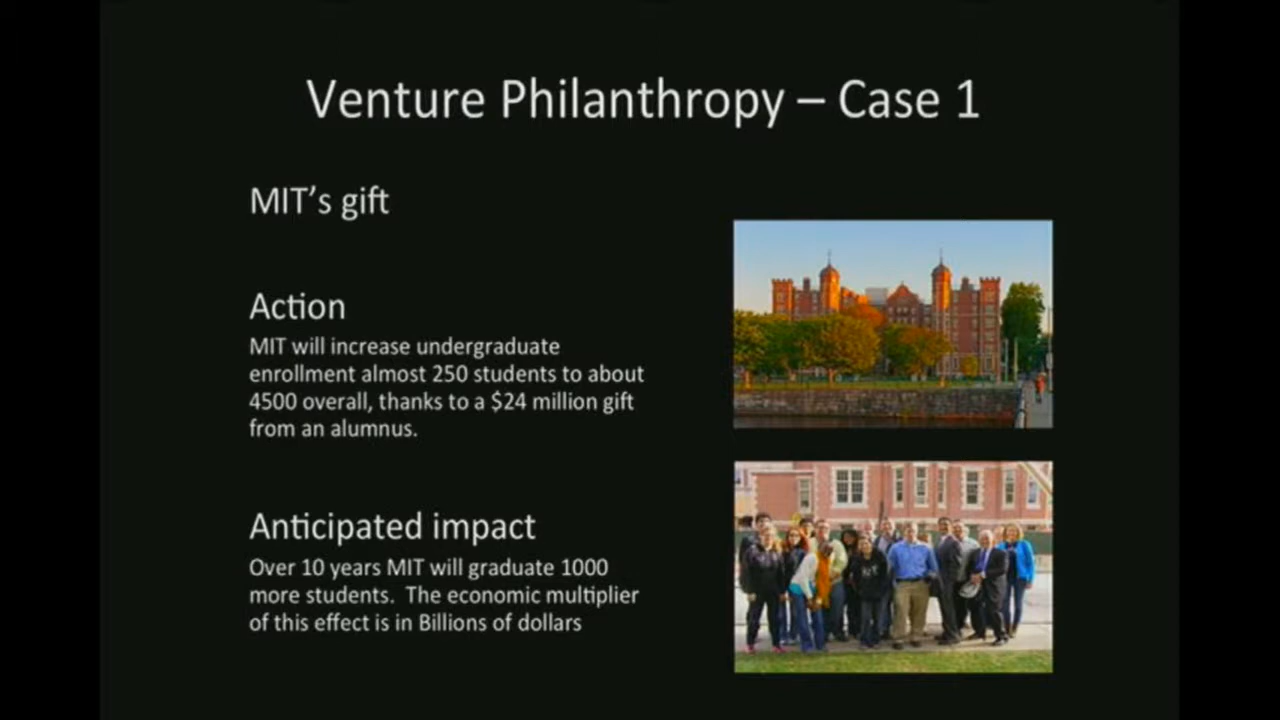 Venture Philanthropy – Case 1
MIT’s gift
Action
MIT will increase undergraduate
enrollment almost 250 students to about
4500 overall, thanks to a $24 million gift
from an alumnus.
Anticipated impact
Over 10 years MIT will graduate 1000
more students.  The economic multiplier
of this effect is in Billions of dollars